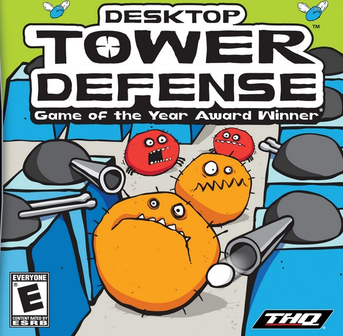 DESKTOP
TOWER
DEFENSE
™
Game of the Year Award Winner
EVERYONE
E
CONTENT RATED BY
ESRB
THQ